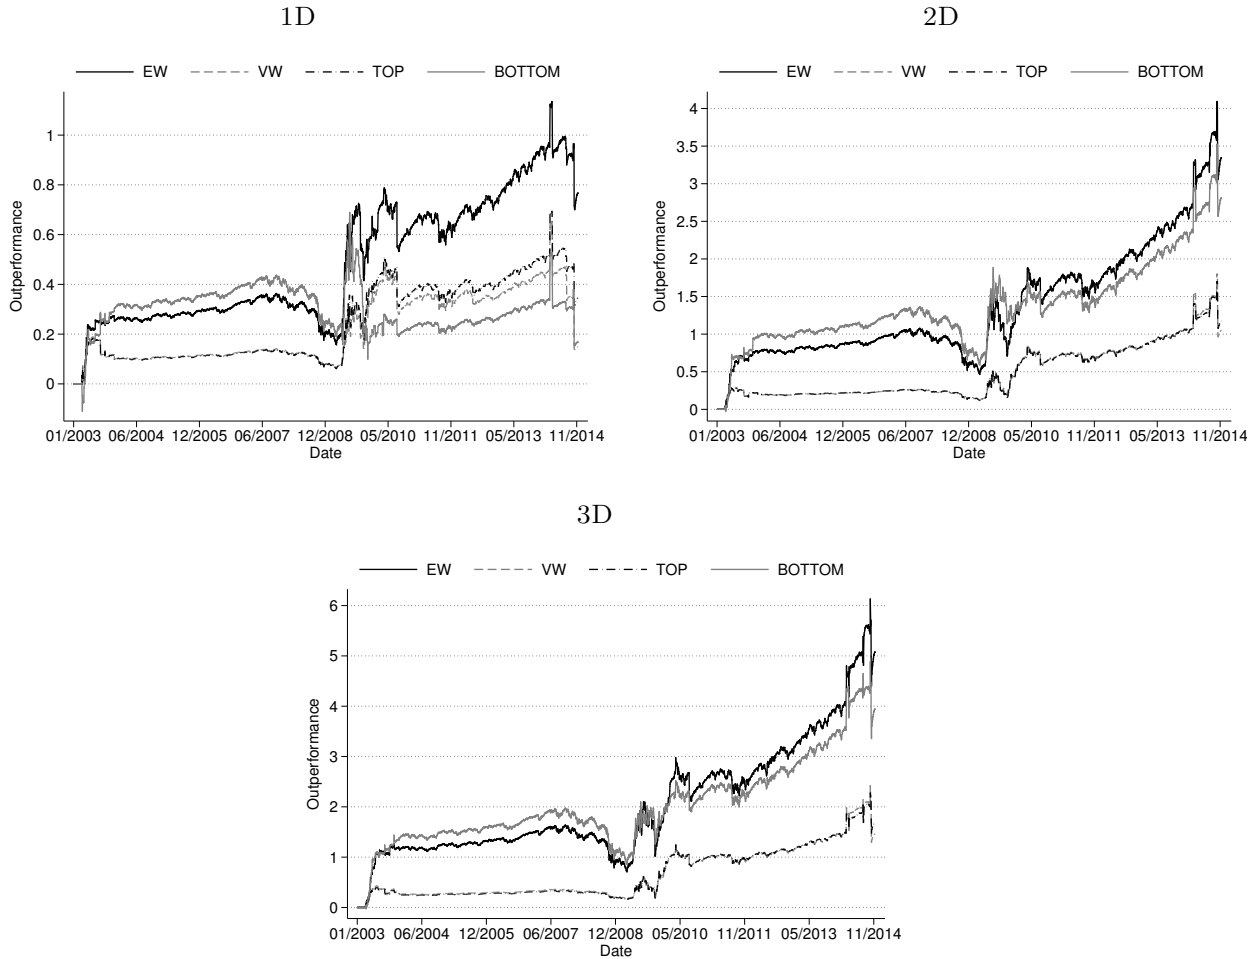 1D
EW VW TOP BOTTOM
1
0.8
0.6
0.4
0.2
0
Outperformance
01/2003 06/2004 12/2005 06/2007 12/2008 05/2010 11/2011 05/2013 11/2014
Date
2D
EW VW TOP BOTTOM
4
3.5
3
2.5
2
1.5
1
0.5
0
Outperformance
01/2003 06/2004 12/2005 06/2007 12/2008 05/2010 11/2011 05/2013 11/2014
Date
3D
EW VW TOP BOTTOM
6
5
4
3
2
1
0
Outperformance
01/2003 06/2004 12/2005 06/2007 12/2008 05/2010 11/2011 05/2013 11/2014
Date